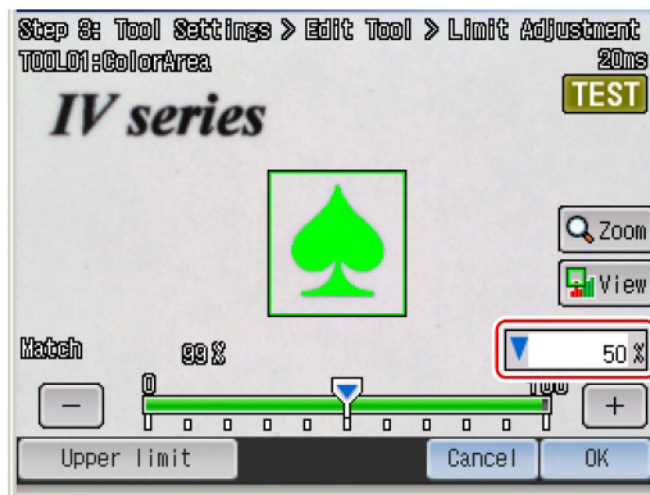 Step 3: Tool Settings > Edit Tool > Limit Adjustment
TOOL01:ColorArea
20ms
TEST
IV series
Zoom
View
Match 99%
50 %
0 100
− +
Upper limit Cancel OK